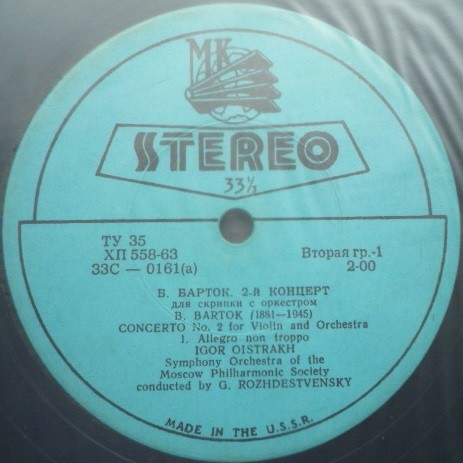 МК
STEREO
33⅓
ТУ 35
ХП 558-63
33С — 0161(а)
Вторая гр.-1
2-00
Б. БАРТОК. 2-й КОНЦЕРТ
для скрипки с оркестром
B. BARTOK (1881—1945)
CONCERTO No. 2 for Violin and Orchestra
1. Allegro non troppo
IGOR OISTRAKH
Symphony Orchestra of the
Moscow Philharmonic Society
conducted by G. ROZHDESTVENSKY
MADE IN THE U.S.S.R.